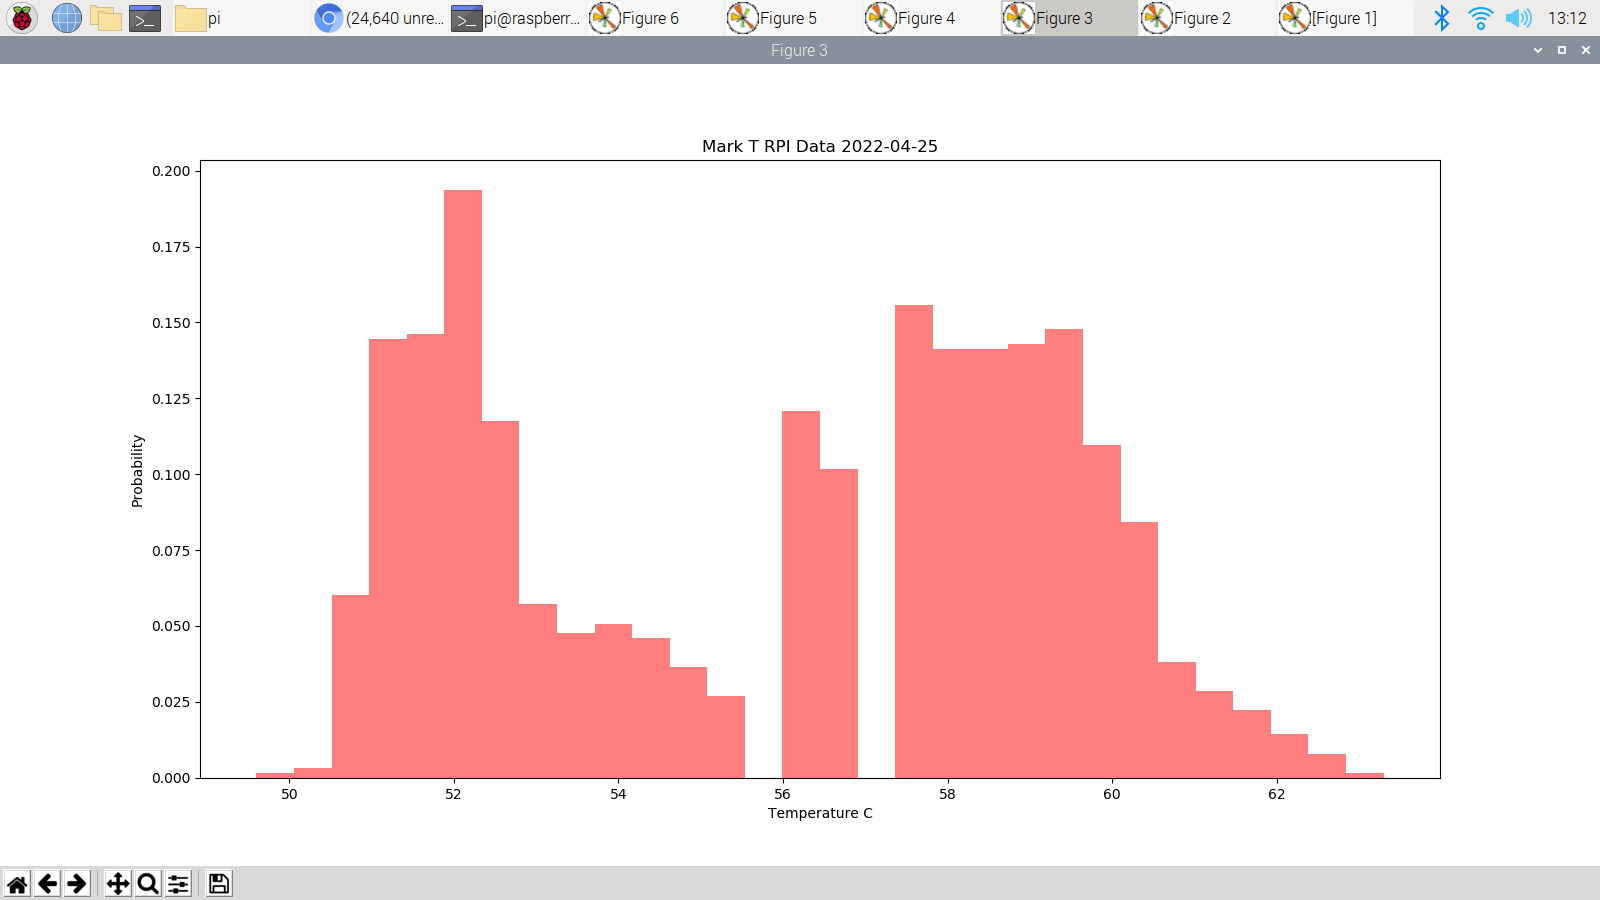 pi
(24,640 unre...
pi@raspberr...
Figure 6
Figure 5
Figure 4
Figure 3
Figure 2
[Figure 1]
13:12
Figure 3
Mark T RPI Data 2022-04-25
0.200
0.175
0.150
0.125
0.100
0.075
0.050
0.025
0.000
Probability
50 52 54 56 58 60 62
Temperature C